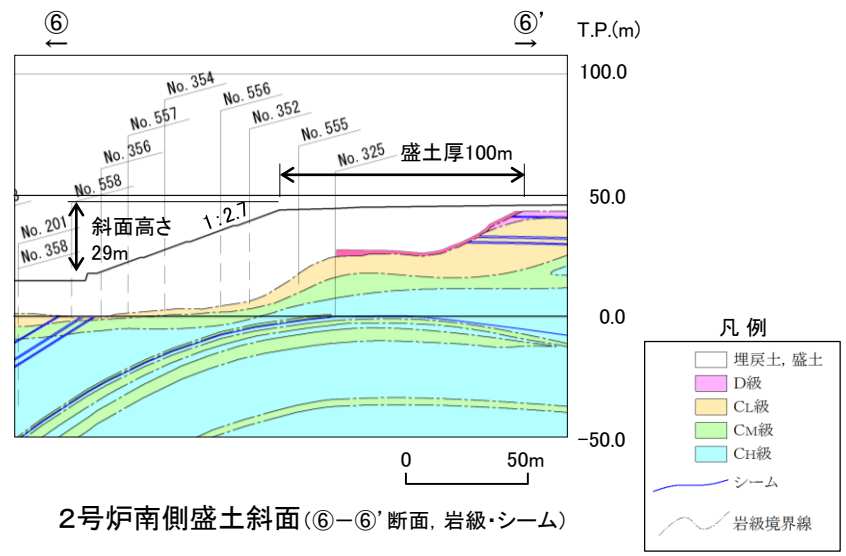 ⑥
⑥’
T.P.(m)
100.0
No. 354
No. 556
No. 557
No. 352
No. 356
No. 555
No. 558
No. 325
盛土厚100m
50.0
No. 201
No. 358
斜面高さ
29m
1:2.7
0.0
-50.0
0 50m
凡 例
埋戻土, 盛土
D級
CL級
CM級
CH級
シーム
岩級境界線
2号炉南側盛土斜面(⑥-⑥’断面, 岩級・シーム)